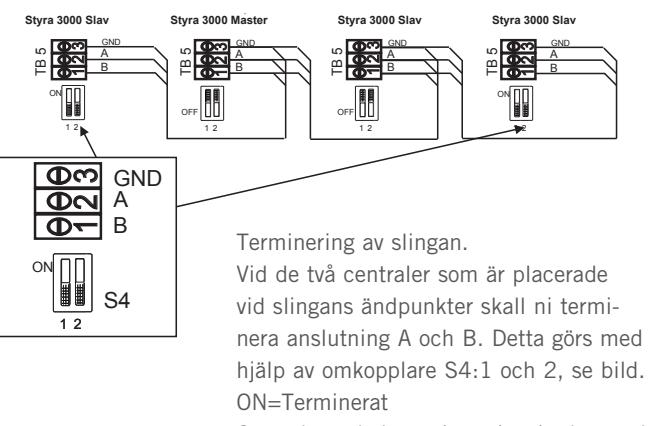 Styra 3000 Slav
Styra 3000 Master
Styra 3000 Slav
Styra 3000 Slav
TB 5
1 2 3
GND
A
B
ON
1 2
TB 5
1 2 3
GND
A
B
OFF
1 2
TB 5
1 2 3
GND
A
B
OFF
1 2
TB 5
1 2 3
GND
A
B
ON
1 2
3 GND
2 A
1 B
ON
S4
1 2
Terminering av slingan.
Vid de två centraler som är placerade
vid slingans ändpunkter skall ni termi-
nera anslutning A och B. Detta görs med
hjälp av omkopplare S4:1 och 2, se bild.
ON=Terminerat